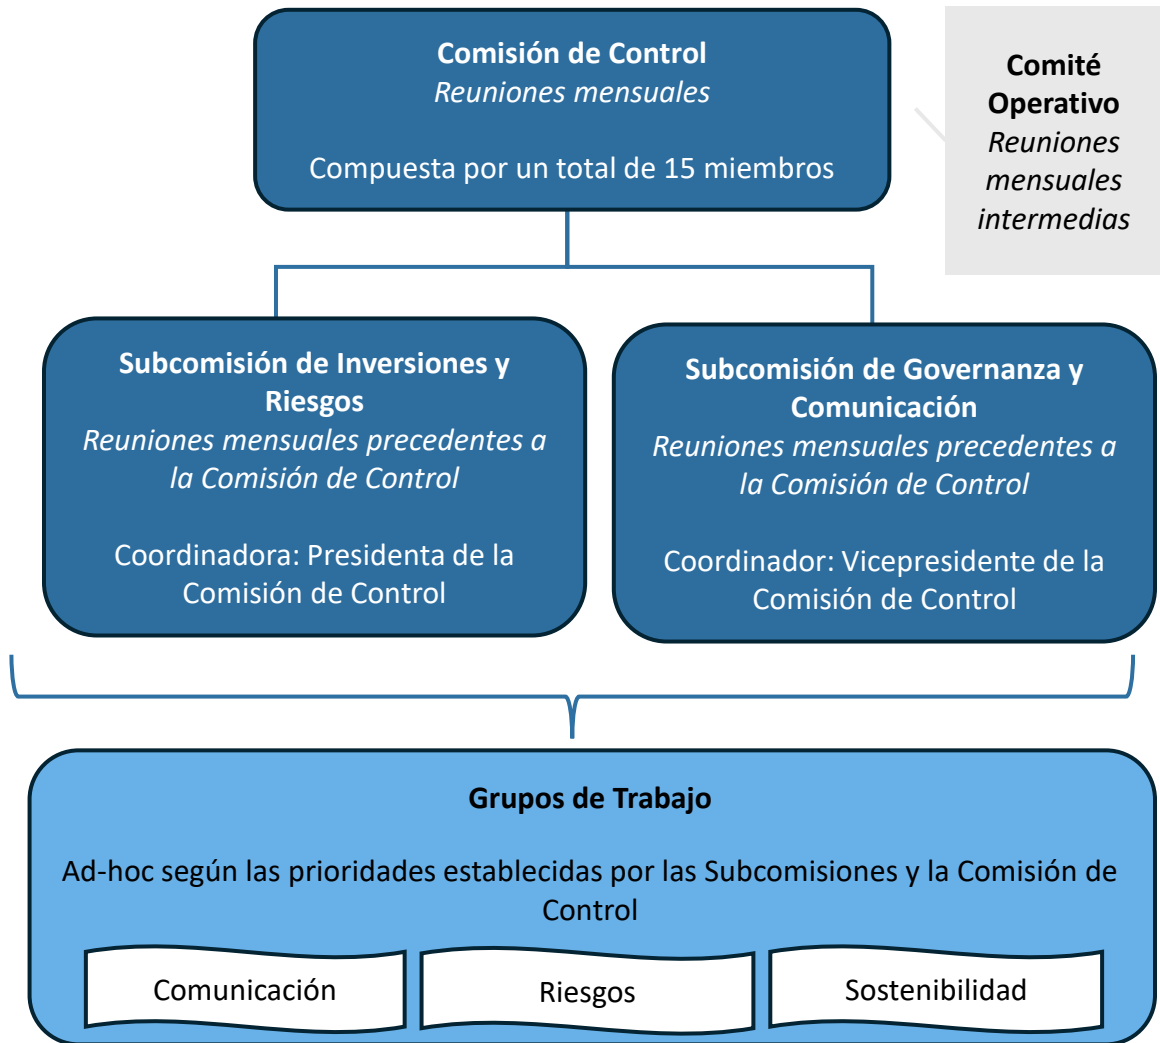 Comisión de Control
Reuniones mensuales
Compuesta por un total de 15 miembros
Comité
Operativo
Reuniones
mensuales
intermedias
Subcomisión de Inversiones y
Riesgos
Reuniones mensuales precedentes a
la Comisión de Control
Coordinadora: Presidenta de la
Comisión de Control
Subcomisión de Governanza y
Comunicación
Reuniones mensuales precedentes a
la Comisión de Control
Coordinador: Vicepresidente de la
Comisión de Control
Grupos de Trabajo
Ad-hoc según las prioridades establecidas por las Subcomisiones y la Comisión de
Control
Comunicación
Riesgos
Sostenibilidad